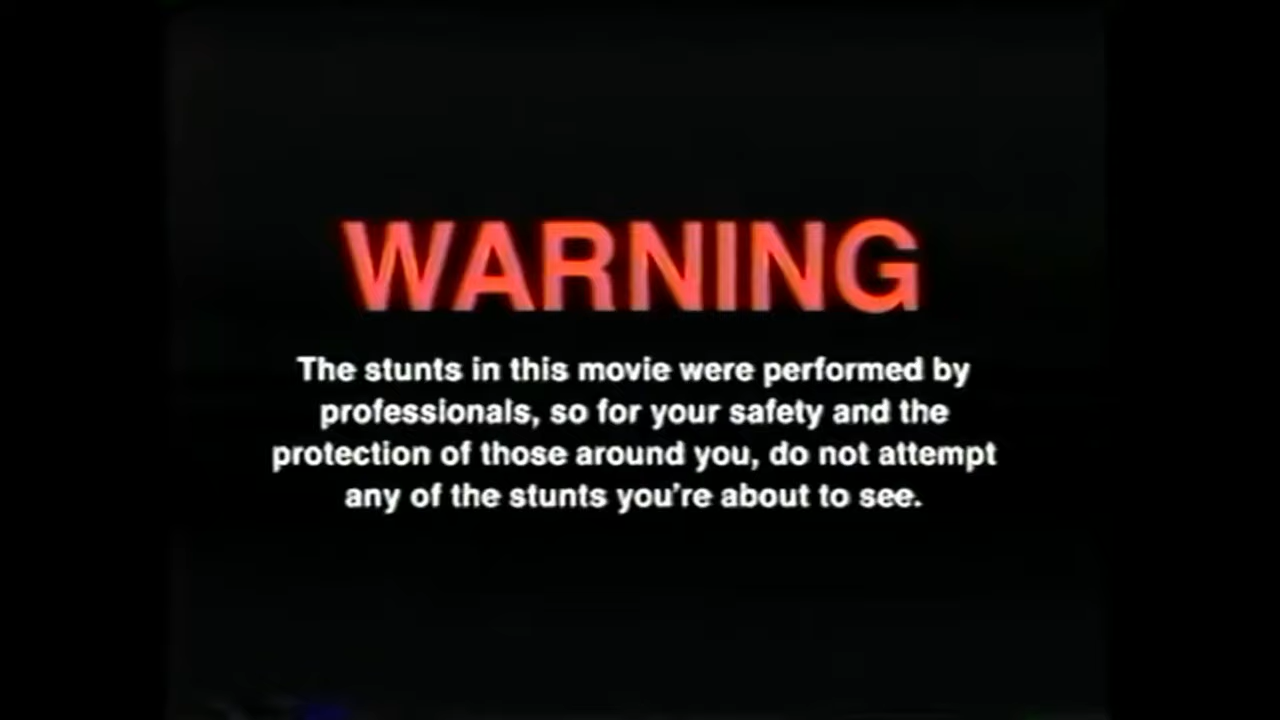 WARNING
The stunts in this movie were performed by
professionals, so for your safety and the
protection of those around you, do not attempt
any of the stunts you're about to see.